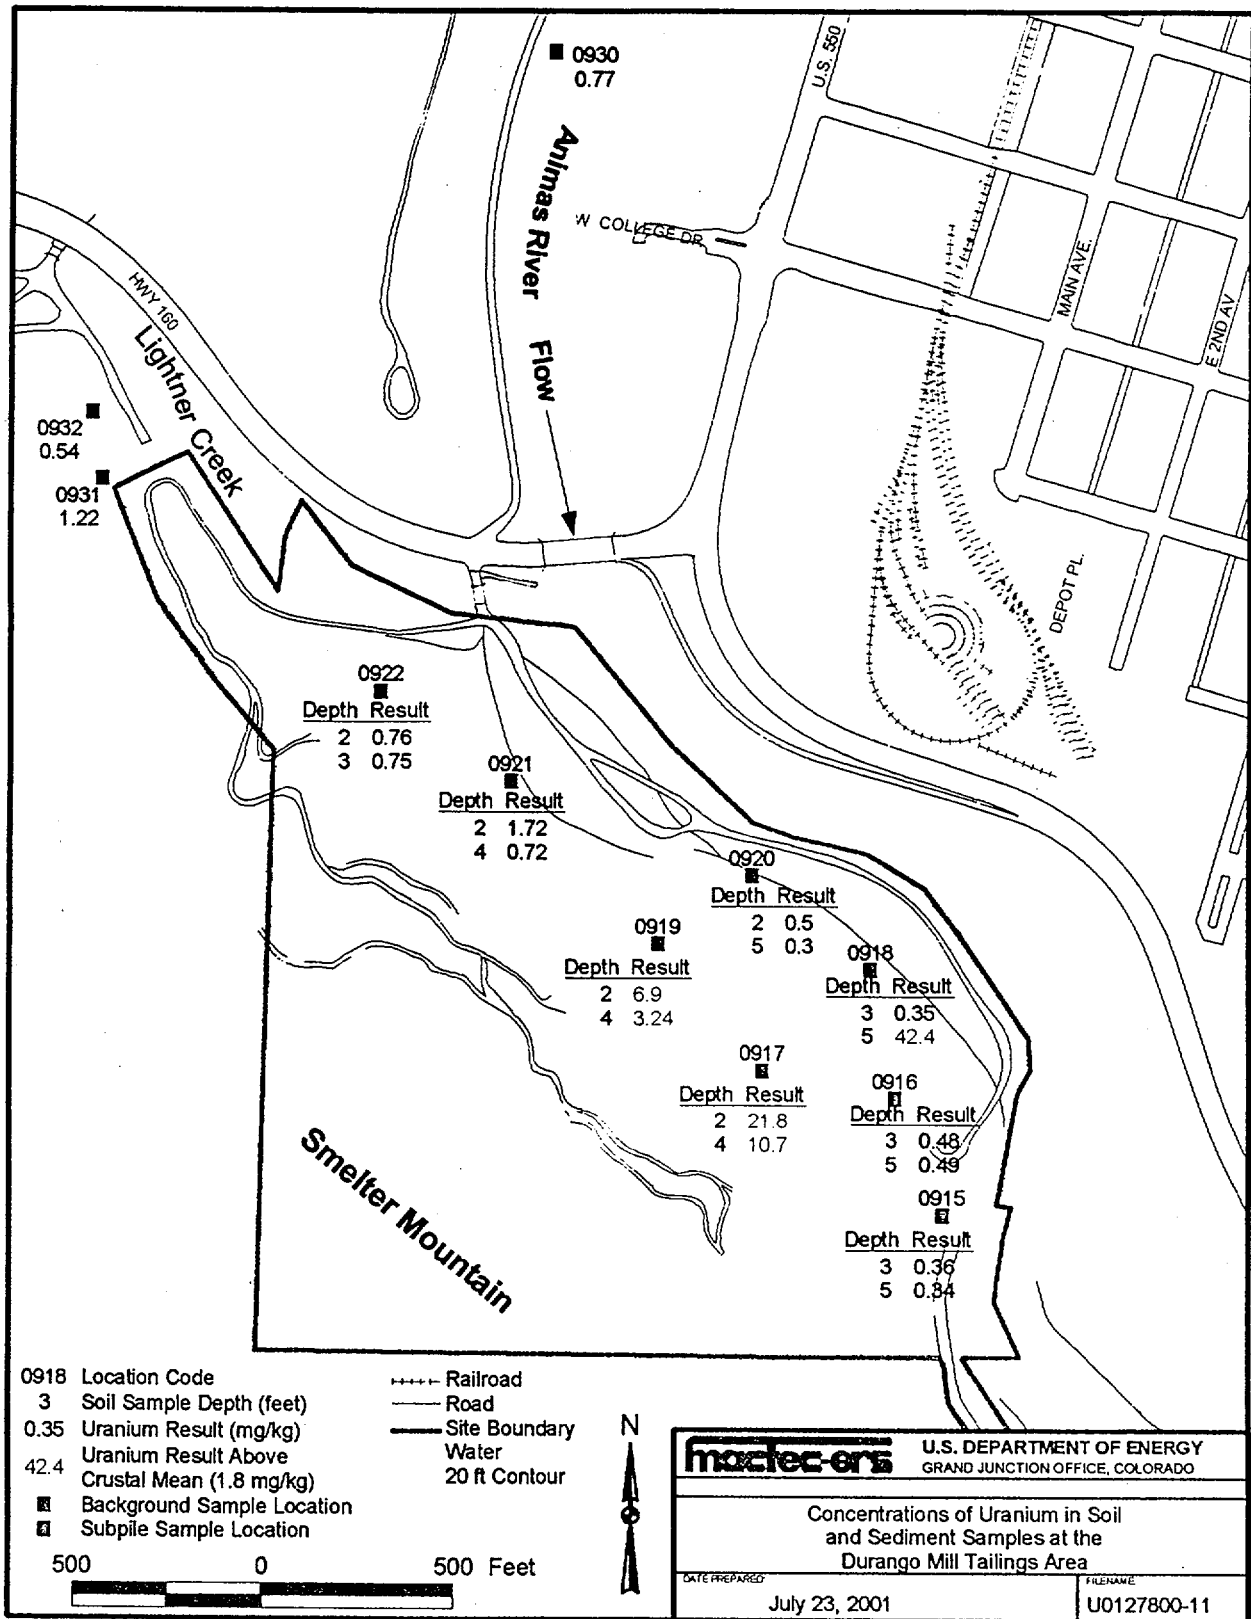 0930
0.77
U.S. 550
Animas River Flow
W COLLEGE DR.
MAIN AVE.
E 2ND AV
HWY 160
Lightner
Creek
0932
0.54
0931
1.22
DEPOT PL.
0922
Depth Result
2 0.76
3 0.75
0921
Depth Result
2 1.72
4 0.72
0920
Depth Result
2 0.5
5 0.3
0919
Depth Result
2 6.9
4 3.24
0918
Depth Result
3 0.35
5 42.4
0917
Depth Result
2 21.8
4 10.7
0916
Depth Result
3 0.48
5 0.49
0915
Depth Result
3 0.36
5 0.34
Smelter Mountain
0918 Location Code
3 Soil Sample Depth (feet)
0.35 Uranium Result (mg/kg)
42.4 Uranium Result Above
Crustal Mean (1.8 mg/kg)
Background Sample Location
Subpile Sample Location
Railroad
Road
Site Boundary
Water
20 ft Contour
500 0 500 Feet
N
mactec-ers
U.S. DEPARTMENT OF ENERGY
GRAND JUNCTION OFFICE, COLORADO
Concentrations of Uranium in Soil
and Sediment Samples at the
Durango Mill Tailings Area
DATE PREPARED
July 23, 2001
FILENAME
U0127800-11